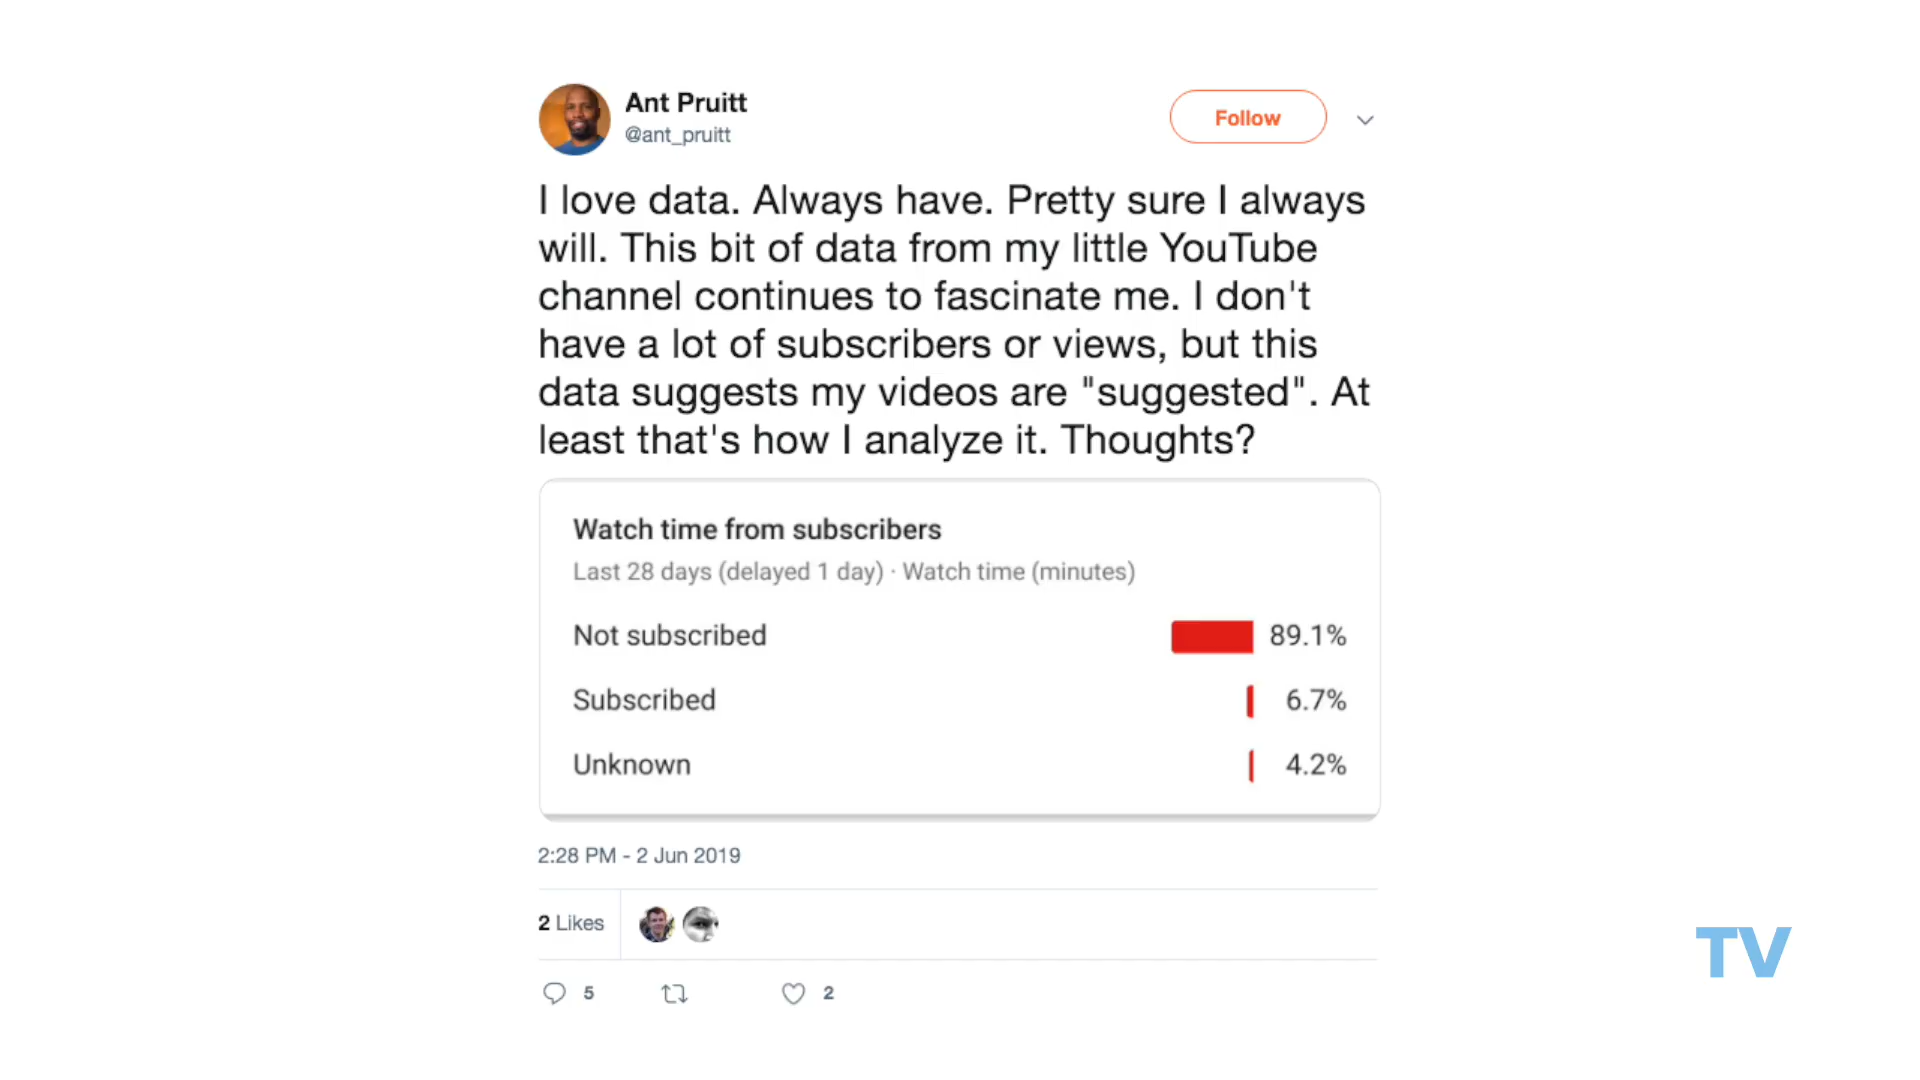 Ant Pruitt
@ant_pruitt
Follow
I love data. Always have. Pretty sure I always
will. This bit of data from my little YouTube
channel continues to fascinate me. I don't
have a lot of subscribers or views, but this
data suggests my videos are "suggested". At
least that's how I analyze it. Thoughts?
Watch time from subscribers
Last 28 days (delayed 1 day) · Watch time (minutes)
Not subscribed 89.1%
Subscribed 6.7%
Unknown 4.2%
2:28 PM - 2 Jun 2019
2 Likes
5 2
TV